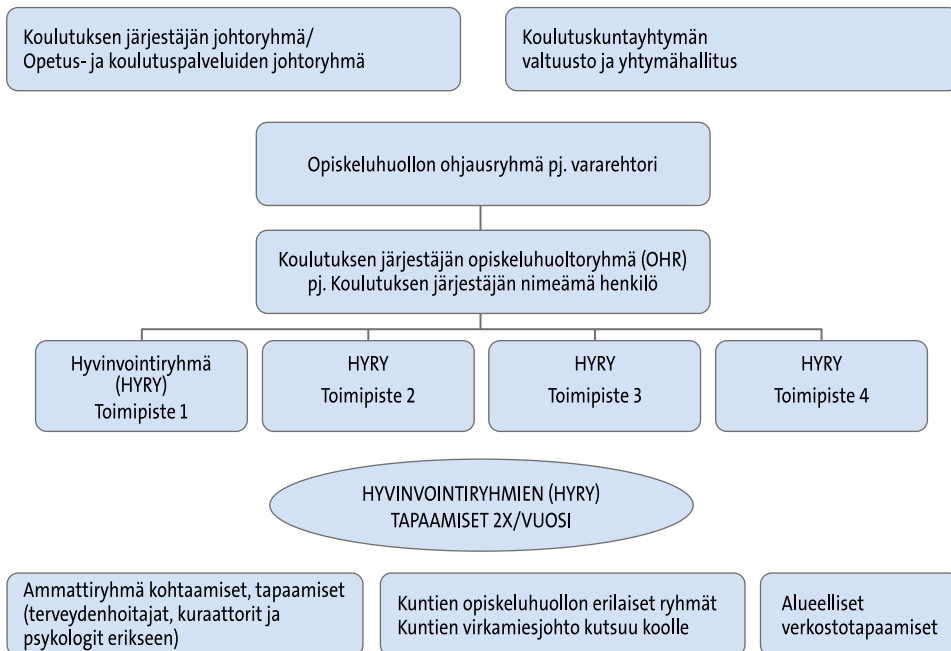 Koulutuksen järjestäjän johtoryhmä/
Opetus- ja koulutuspalveluiden johtoryhmä
Koulutuskuntayhtymän
valtuusto ja yhtymähallitus
Opiskeluhuollon ohjausryhmä pj. vararehtori
Koulutuksen järjestäjän opiskeluhuoltoryhmä (OHR)
pj. Koulutuksen järjestäjän nimeämä henkilö
Hyvinvointiryhmä
(HYRY)
Toimipiste 1
HYRY
Toimipiste 2
HYRY
Toimipiste 3
HYRY
Toimipiste 4
HYVINVOINTIRYHMIEN (HYRY)
TAPAAMISET 2X/VUOSI
Ammattiryhmä kohtaamiset, tapaamiset
(terveydenhoitajat, kuraattorit ja
psykologit erikseen)
Kuntien opiskeluhuollon erilaiset ryhmät
Kuntien virkamiesjohto kutsuu koolle
Alueelliset
verkostotapaamiset